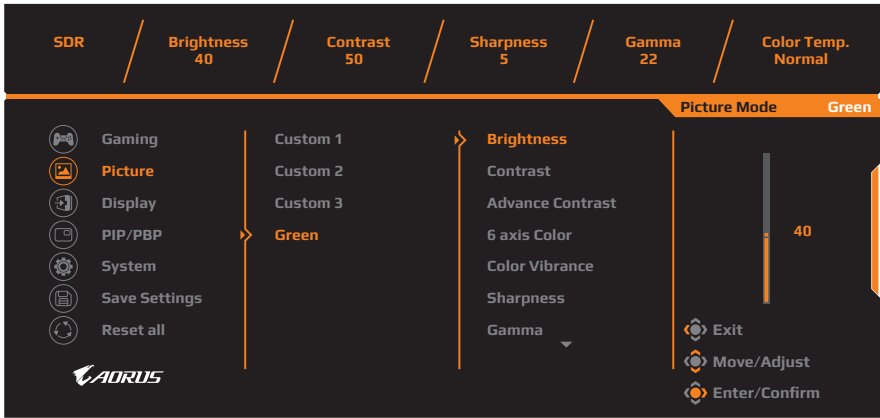 SDR
Brightness
40
Contrast
50
Sharpness
5
Gamma
22
Color Temp.
Normal
Picture Mode
Green
Gaming
Picture
Display
PIP/PBP
System
Save Settings
Reset all
Custom 1
Custom 2
Custom 3
Green
Brightness
Contrast
Advance Contrast
6 axis Color
Color Vibrance
Sharpness
Gamma
40
Exit
Move/Adjust
Enter/Confirm
AORUS